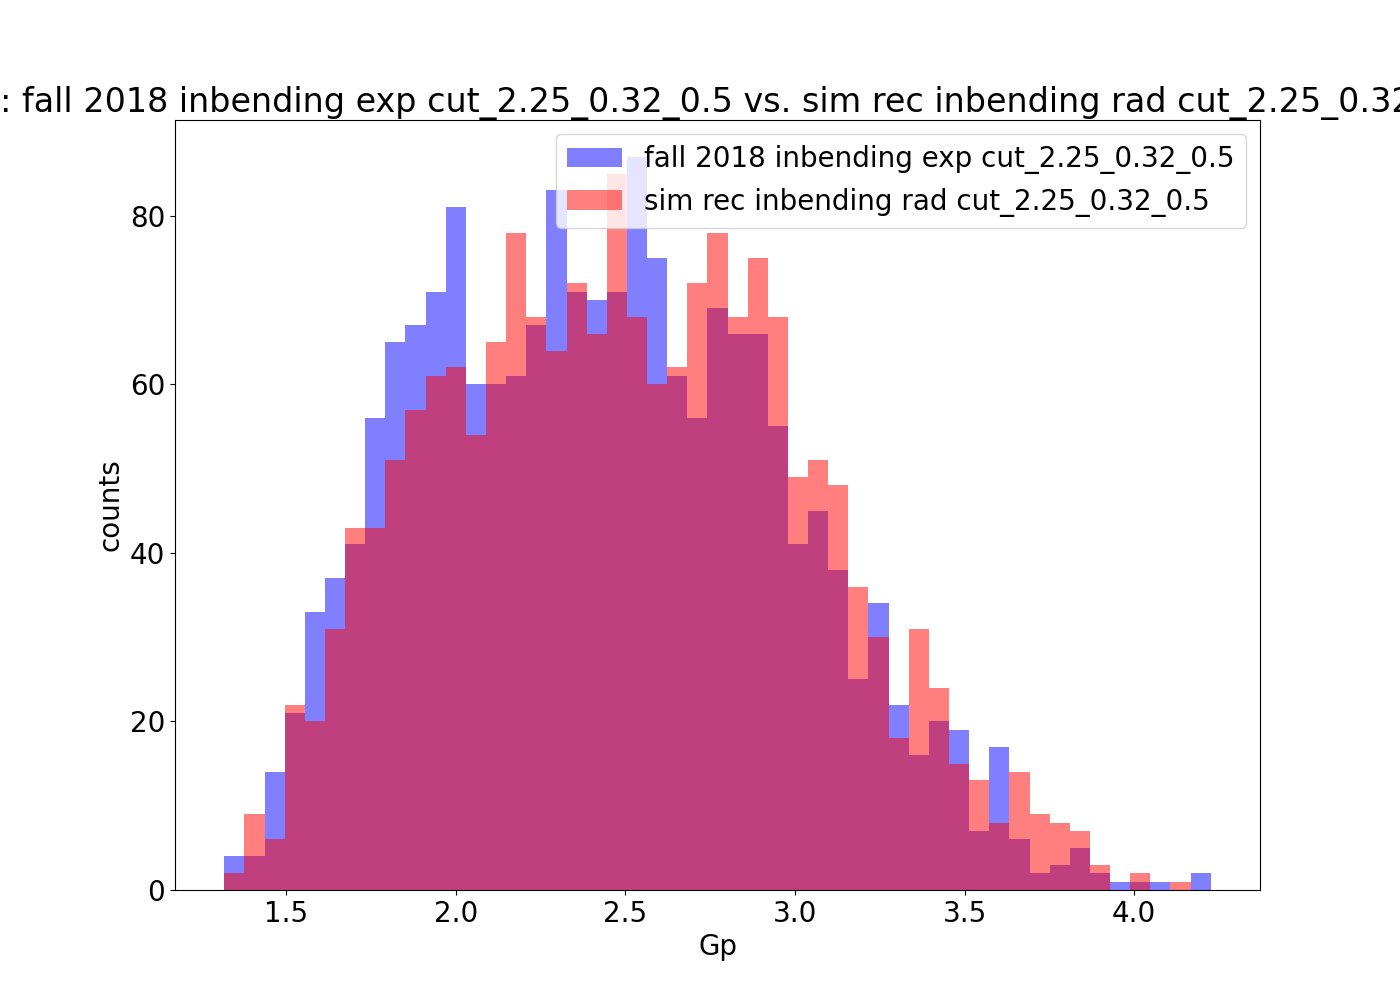 : fall 2018 inbending exp cut_2.25_0.32_0.5 vs. sim rec inbending rad cut_2.25_0.32
fall 2018 inbending exp cut_2.25_0.32_0.5
sim rec inbending rad cut_2.25_0.32_0.5
80
60
40
20
0
counts
1.5 2.0 2.5 3.0 3.5 4.0
Gp